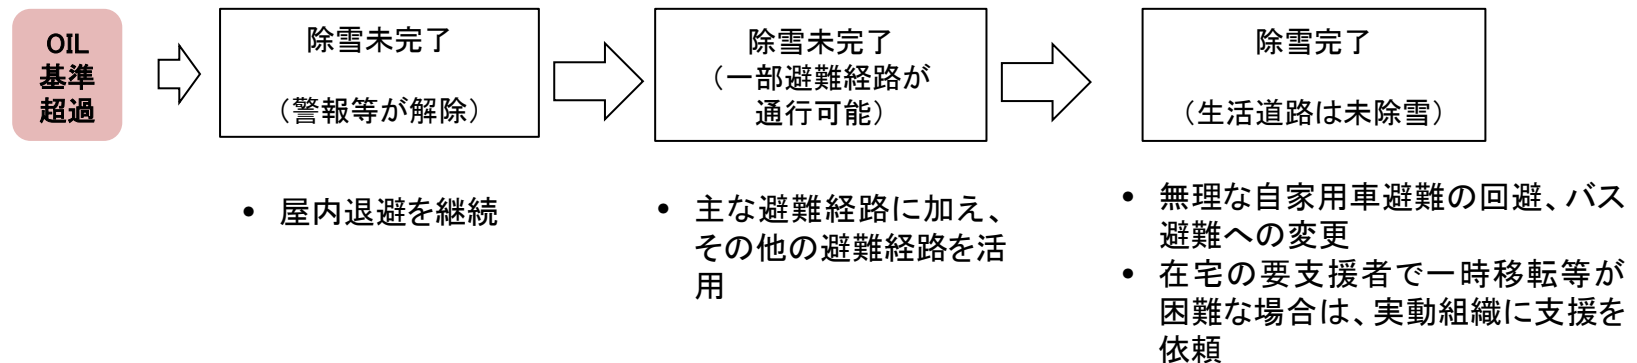 OIL
基準
超過
除雪未完了
（警報等が解除）
除雪未完了
（一部避難経路が
通行可能）
除雪完了
（生活道路は未除雪）
• 屋内退避を継続
• 主な避難経路に加え、
その他の避難経路を活
用
• 無理な自家用車避難の回避、バス
避難への変更
• 在宅の要支援者で一時移転等が
困難な場合は、実動組織に支援を
依頼